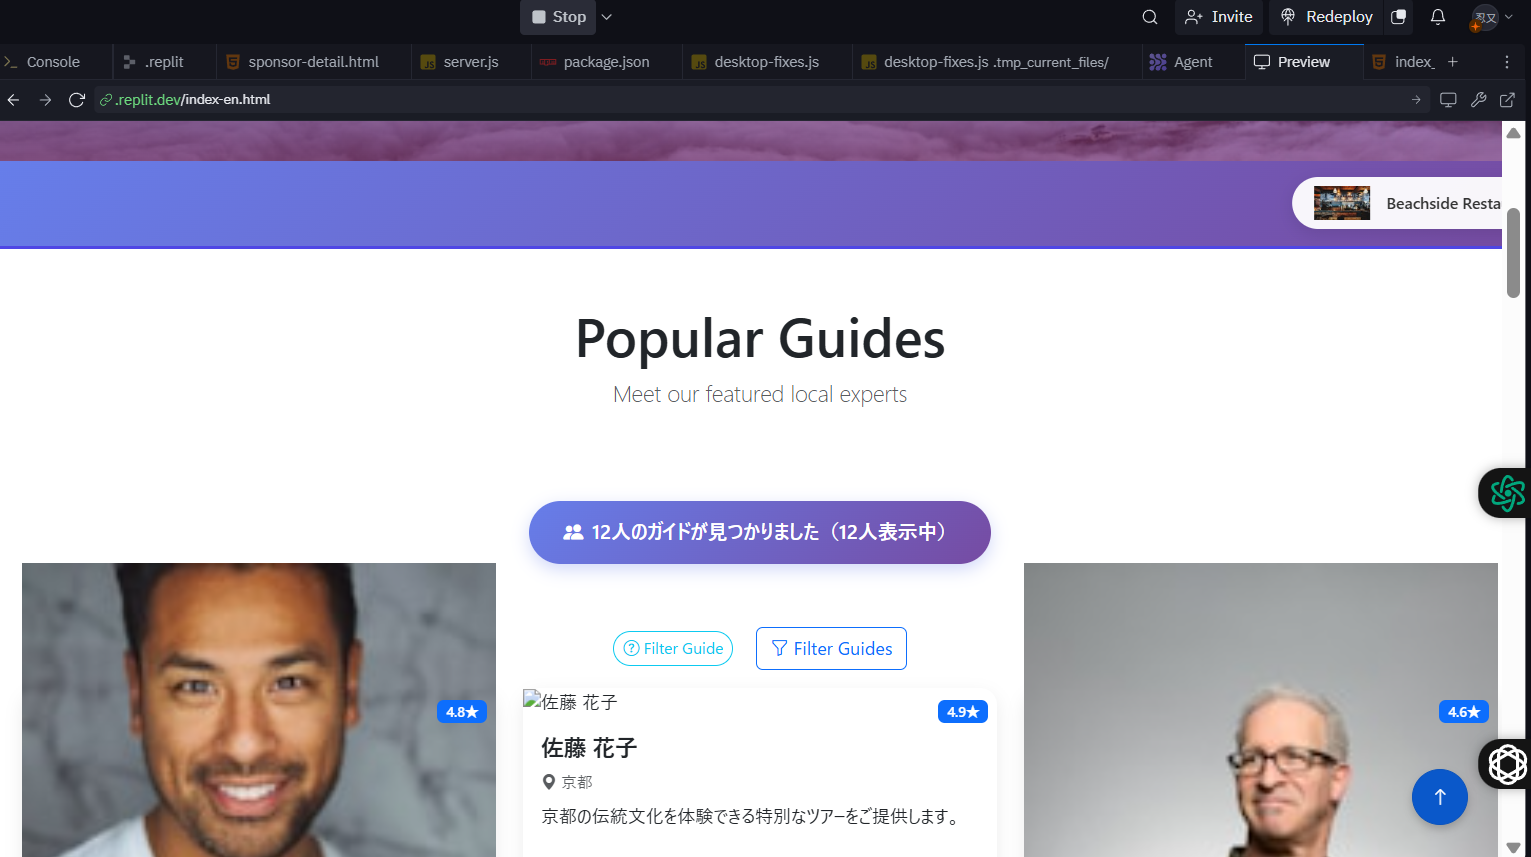 Stop
Invite
Redeploy
Console
.replit
sponsor-detail.html
server.js
package.json
desktop-fixes.js
desktop-fixes.js .tmp_current_files/
Agent
Preview
index_
.replit.dev/index-en.html
Beachside Resta
Popular Guides
Meet our featured local experts
12人のガイドが見つかりました（12人表示中）
Filter Guide
Filter Guides
4.8★
佐藤 花子
4.9★
4.6★
佐藤 花子
京都
京都の伝統文化を体験できる特別なツアーをご提供します。